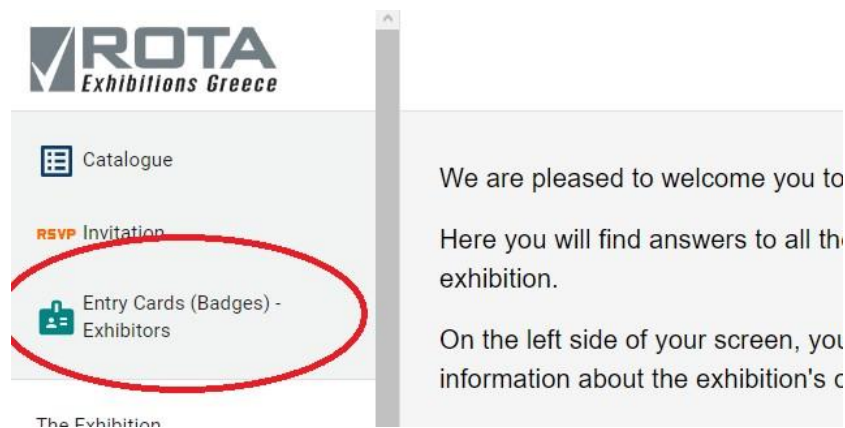 ROTA
Exhibitions Greece
Catalogue
RSVP Invitation
Entry Cards (Badges) -
Exhibitors
The Exhibition
We are pleased to welcome you to
Here you will find answers to all the
exhibition.
On the left side of your screen, you
information about the exhibition's